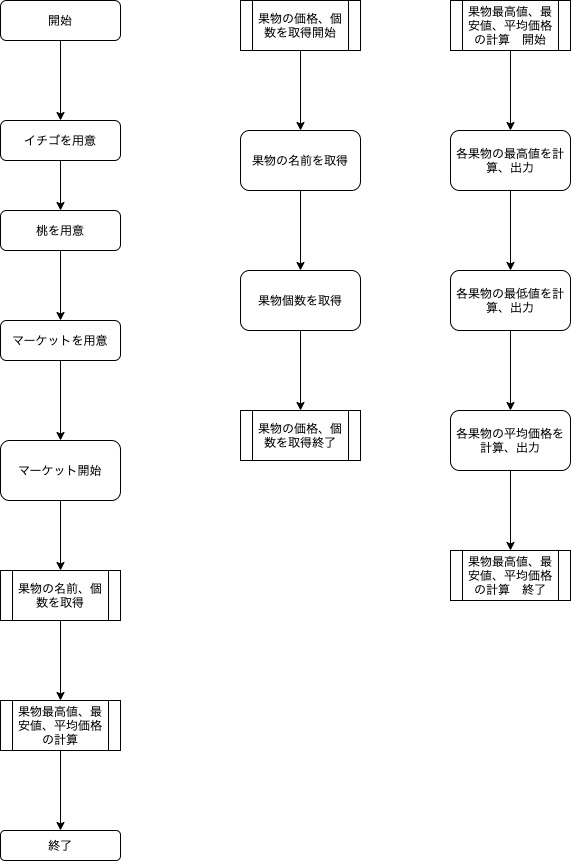 開始
イチゴを用意
桃を用意
マーケットを用意
マーケット開始
果物の名前、個
数を取得
果物最高値、最
安値、平均価格
の計算
終了
果物の価格、個
数を取得開始
果物の名前を取得
果物個数を取得
果物の価格、個
数を取得終了
果物最高値、最
安値、平均価格
の計算　開始
各果物の最高値を計
算、出力
各果物の最低値を計
算、出力
各果物の平均価格を
計算、出力
果物最高値、最
安値、平均価格
の計算　終了